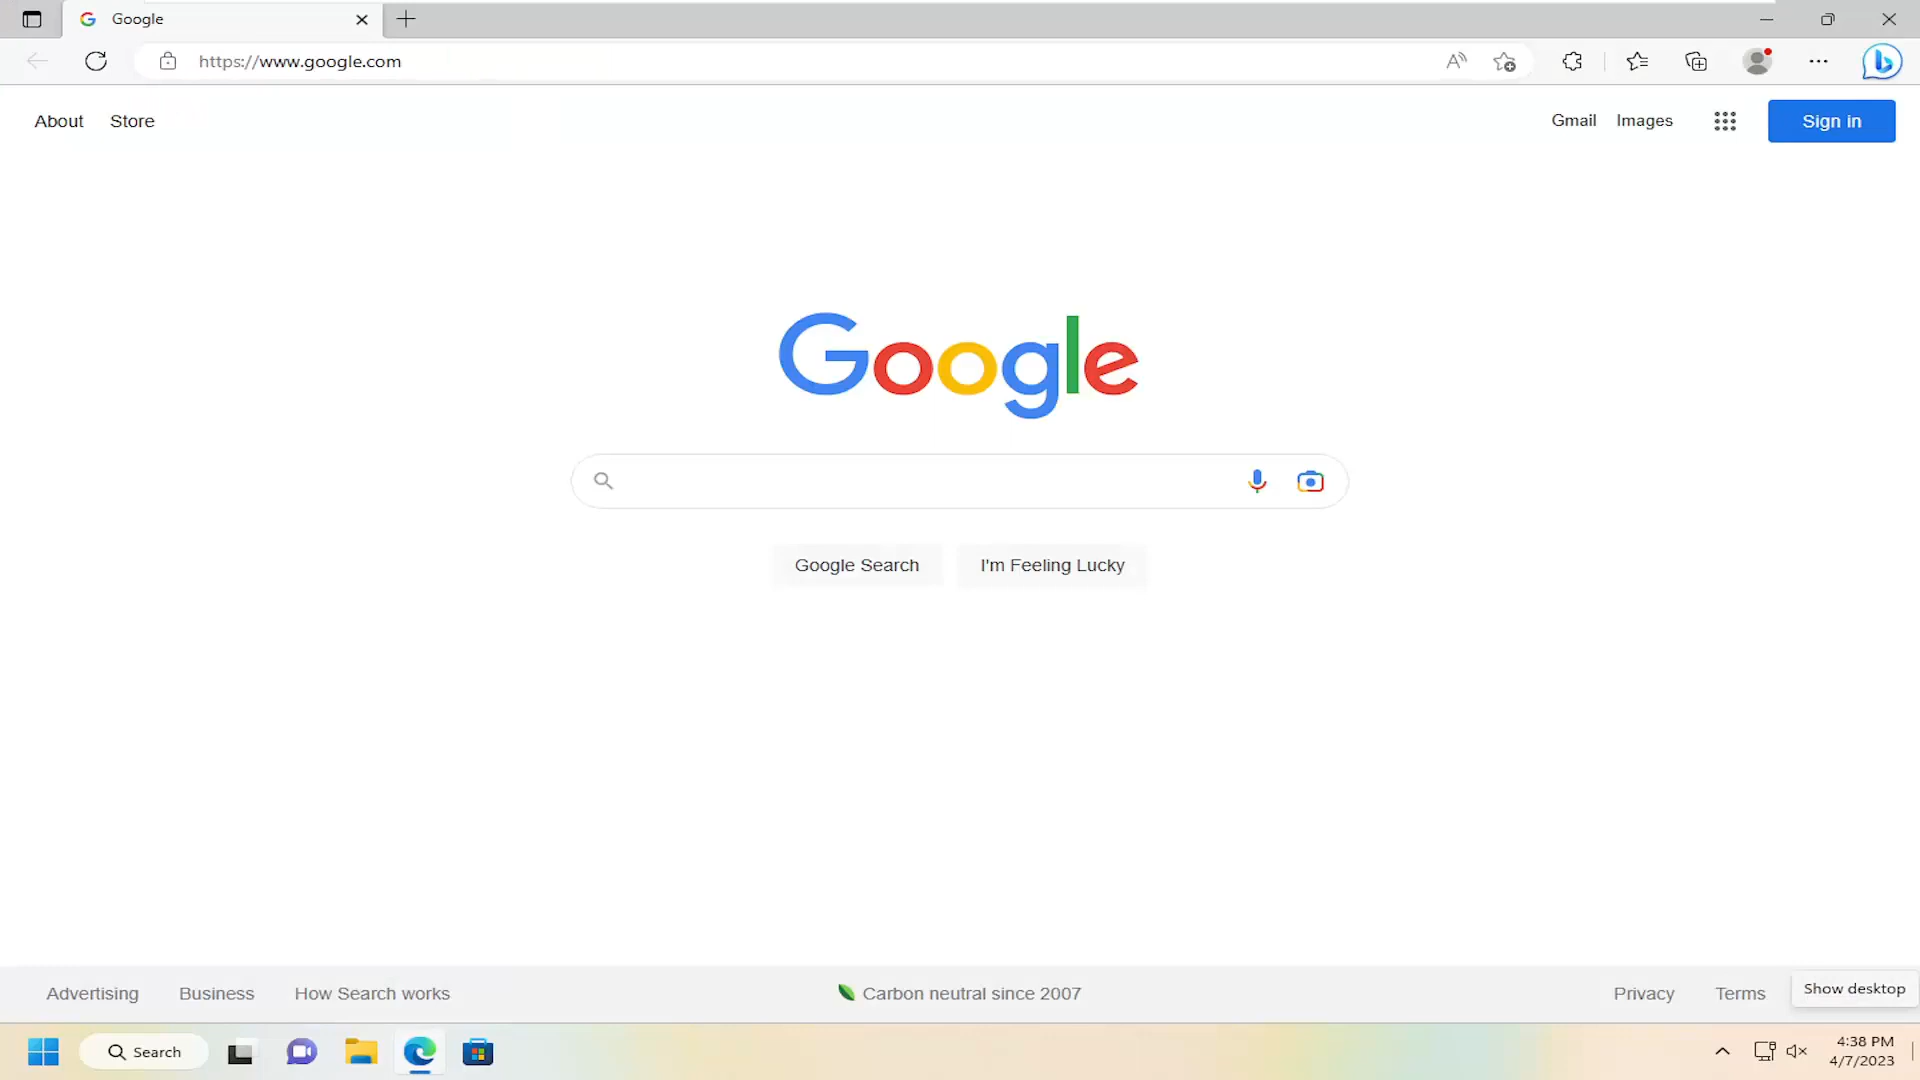 Google
https://www.google.com
About
Store
Gmail
Images
Sign in
Google
Google Search
I'm Feeling Lucky
Advertising
Business
How Search works
Carbon neutral since 2007
Privacy
Terms
Show desktop
Search
4:38 PM
4/7/2023